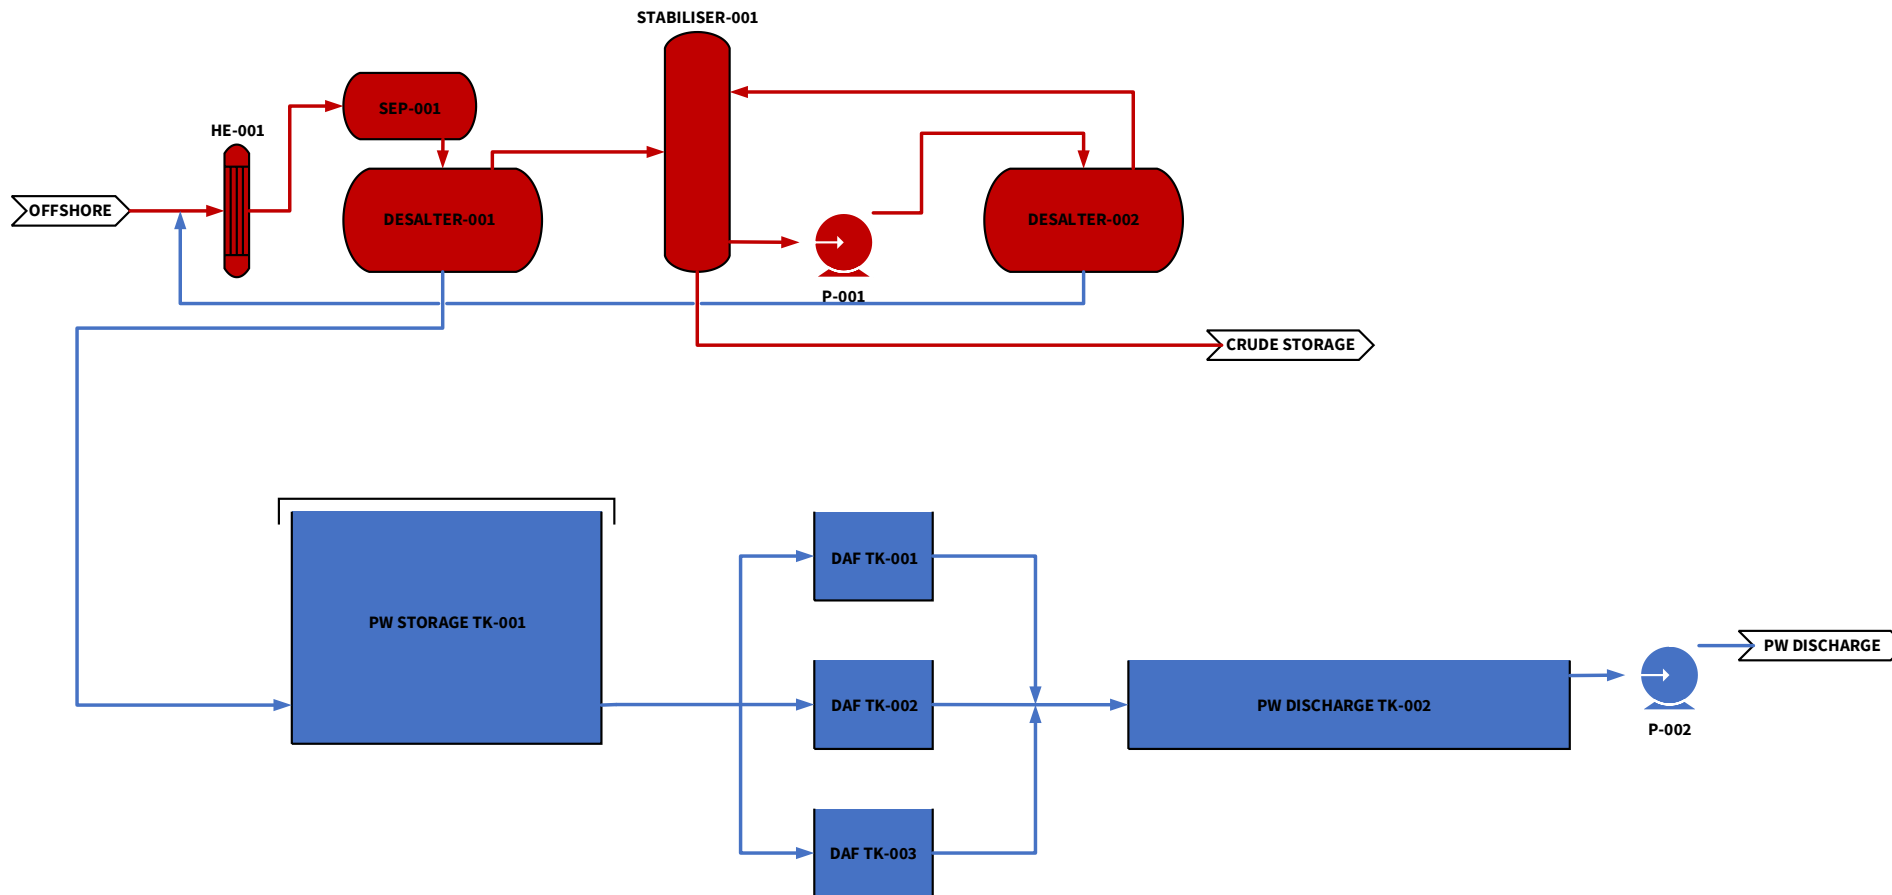 STABILISER-001
SEP-001
HE-001
OFFSHORE
DESALTER-001
DESALTER-002
P-001
CRUDE STORAGE
DAF TK-001
PW STORAGE TK-001
PW DISCHARGE
DAF TK-002
PW DISCHARGE TK-002
P-002
DAF TK-003